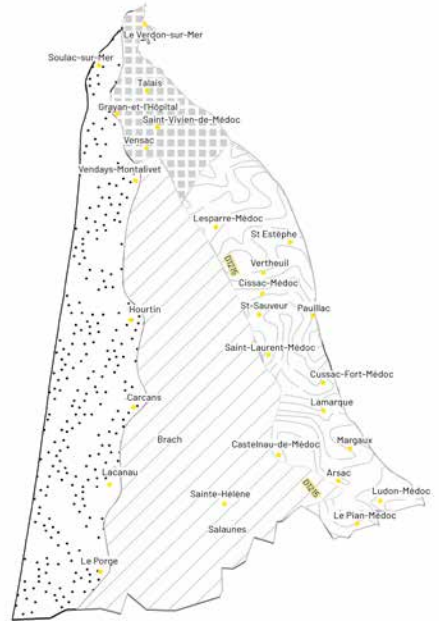 Le Verdon-sur-Mer
Soulac-sur-Mer
Talais
Grayan-et-l'Hôpital
Saint-Vivien-de-Médoc
Vensac
Vendays-Montalivet
Lesparre-Médoc
St Estèphe
D1215
Vertheuil
Cissac-Médoc
St-Sauveur
Pauillac
Hourtin
Saint-Laurent-Médoc
Cussac-Fort-Médoc
Carcans
Lamarque
Brach
Castelnau-de-Médoc
Margaux
Lacanau
Arsac
D1215
Sainte-Hélène
Ludon-Médoc
Le Pian-Médoc
Salaunes
Le Porge